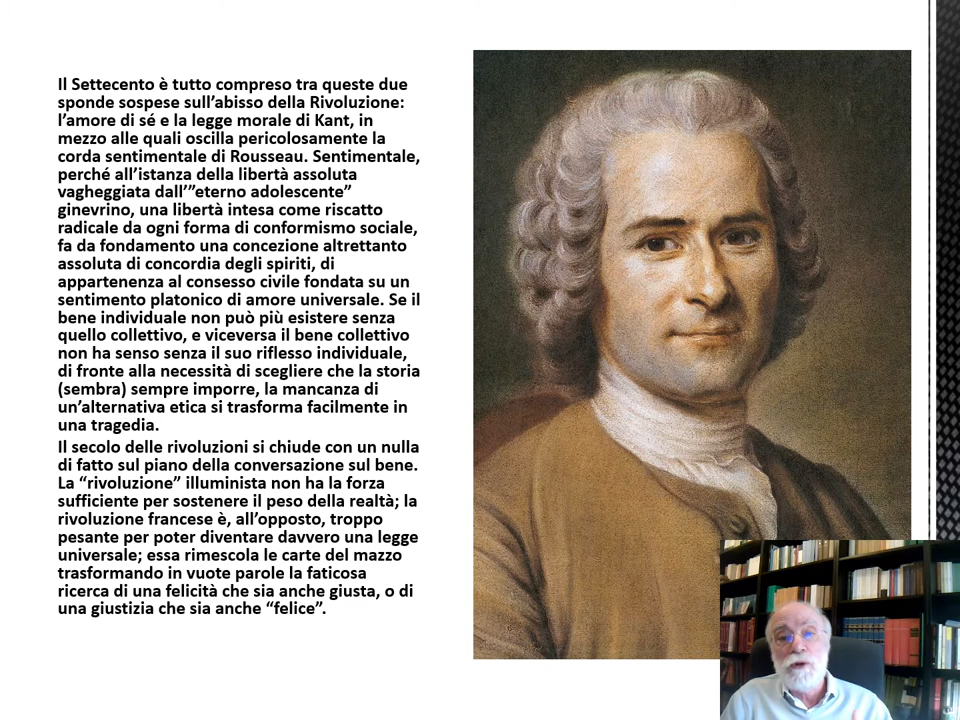 Il Settecento è tutto compreso tra queste due
sponde sospese sull’abisso della Rivoluzione:
l’amore di sé e la legge morale di Kant, in
mezzo alle quali oscilla pericolosamente la
corda sentimentale di Rousseau. Sentimentale,
perché all’istanza della libertà assoluta
vagheggiata dall’”eterno adolescente”
ginevrino, una libertà intesa come riscatto
radicale da ogni forma di conformismo sociale,
fa da fondamento una concezione altrettanto
assoluta di concordia degli spiriti, di
appartenenza al consesso civile fondata su un
sentimento platonico di amore universale. Se il
bene individuale non può più esistere senza
quello collettivo, e viceversa il bene collettivo
non ha senso senza il suo riflesso individuale,
di fronte alla necessità di scegliere che la storia
(sembra) sempre imporre, la mancanza di
un’alternativa etica si trasforma facilmente in
una tragedia.
Il secolo delle rivoluzioni si chiude con un nulla
di fatto sul piano della conversazione sul bene.
La “rivoluzione” illuminista non ha la forza
sufficiente per sostenere il peso della realtà; la
rivoluzione francese è, all’opposto, troppo
pesante per poter diventare davvero una legge
universale; essa rimescola le carte del mazzo
trasformando in vuote parole la faticosa
ricerca di una felicità che sia anche giusta, o di
una giustizia che sia anche “felice”.